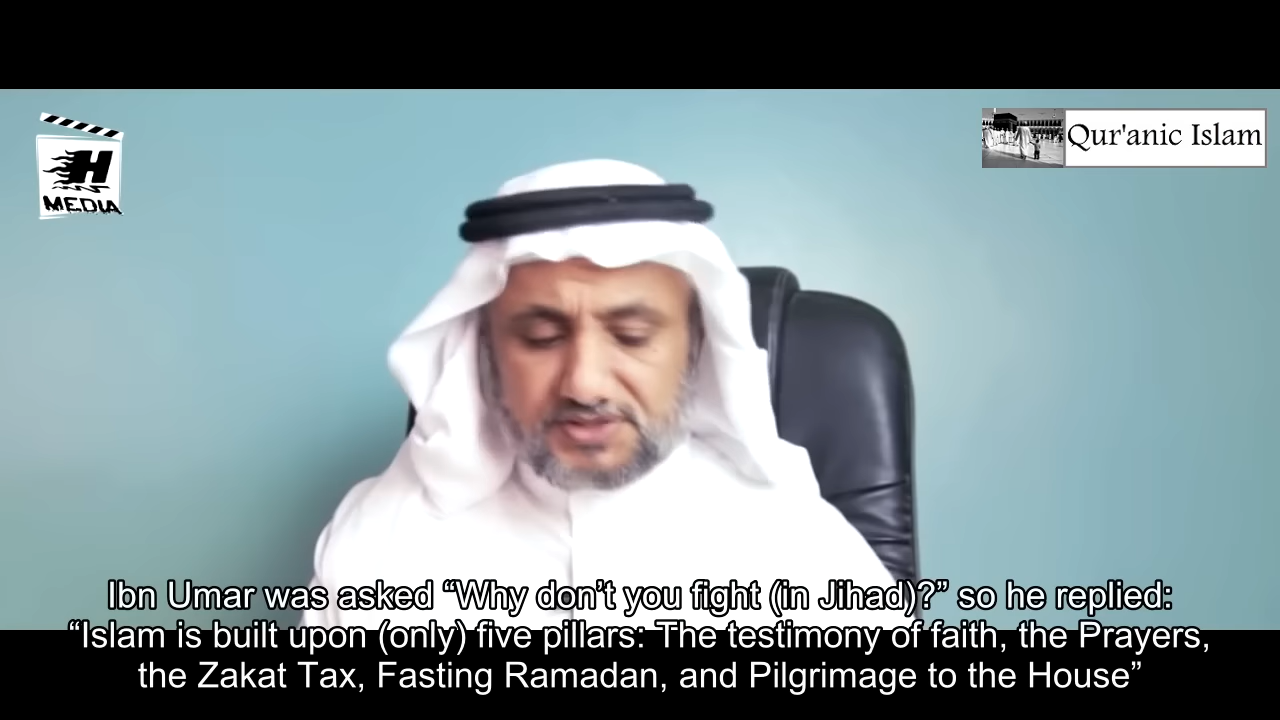 H
MEDIA
Qur'anic Islam
Ibn Umar was asked “Why don’t you fight (in Jihad)?” so he replied:
“Islam is built upon (only) five pillars: The testimony of faith, the Prayers,
the Zakat Tax, Fasting Ramadan, and Pilgrimage to the House”